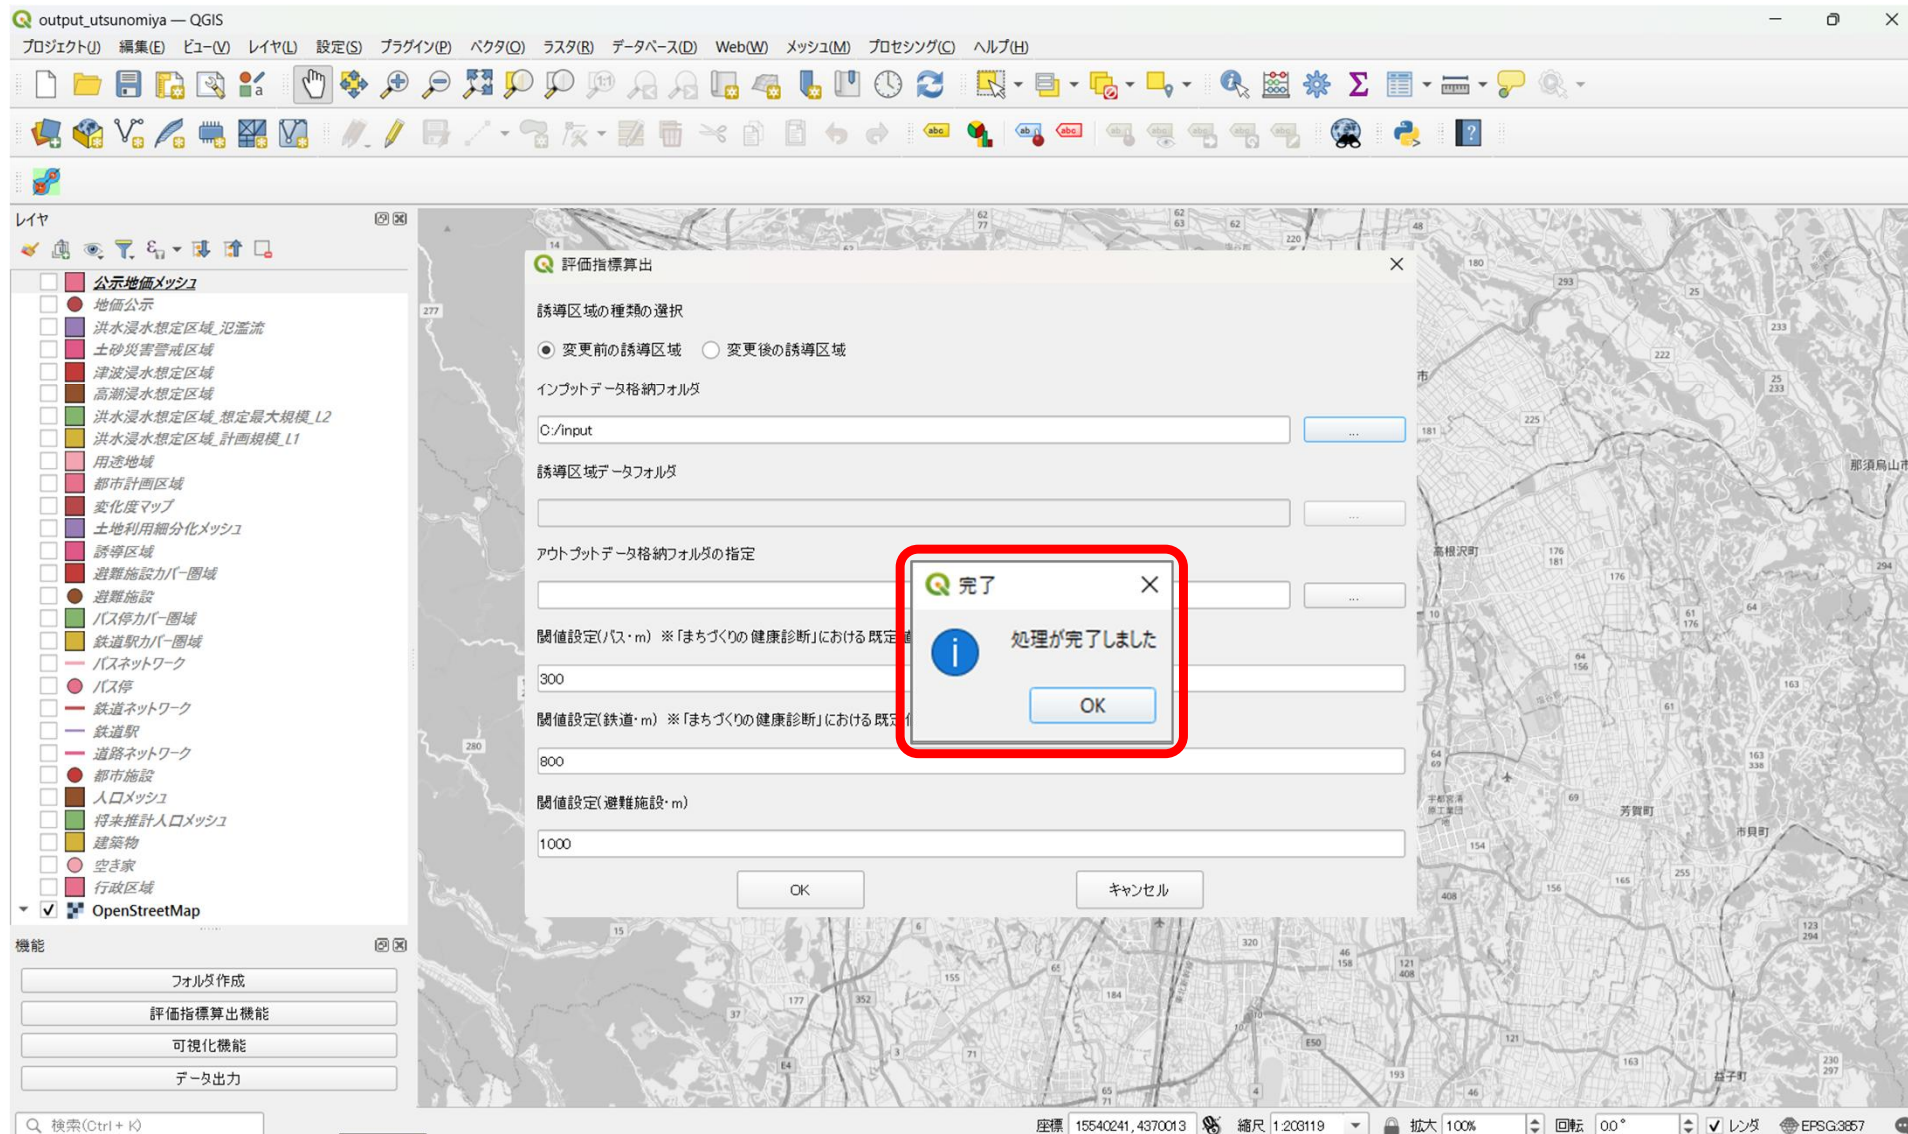 output_utsunomiya — QGIS
プロジェクト(J) 編集(E) ビュー(V) レイヤ(L) 設定(S) プラグイン(P) ベクタ(O) ラスタ(R) データベース(D) Web(W) メッシュ(M) プロセシング(C) ヘルプ(H)
レイヤ
公示地価メッシュ
地価公示
洪水浸水想定区域_氾濫流
土砂災害警戒区域
津波浸水想定区域
高潮浸水想定区域
洪水浸水想定区域_想定最大規模_L2
洪水浸水想定区域_計画規模_L1
用途地域
都市計画区域
変化度マップ
土地利用細分化メッシュ
誘導区域
避難施設カバー圏域
避難施設
バス停カバー圏域
鉄道駅カバー圏域
バスネットワーク
バス停
鉄道ネットワーク
鉄道駅
道路ネットワーク
都市施設
人口メッシュ
将来推計人口メッシュ
建築物
空き家
行政区域
OpenStreetMap
機能
フォルダ作成
評価指標算出機能
可視化機能
データ出力
評価指標算出
誘導区域の種類の選択
変更前の誘導区域 変更後の誘導区域
インプットデータ格納フォルダ
C:/input
...
誘導区域データフォルダ
...
アウトプットデータ格納フォルダの指定
...
閾値設定(バス・m) ※「まちづくりの健康診断」における既定値
300
閾値設定(鉄道・m) ※「まちづくりの健康診断」における既定
800
閾値設定(避難施設・m)
1000
OK キャンセル
完了
処理が完了しました
OK
那須烏山市
高根沢町
芳賀町
市貝町
益子町
検索(Ctrl + K)
座標 15540241,4370013 縮尺 1:203119 拡大 100% 回転 0.0° レンダ EPSG:3857